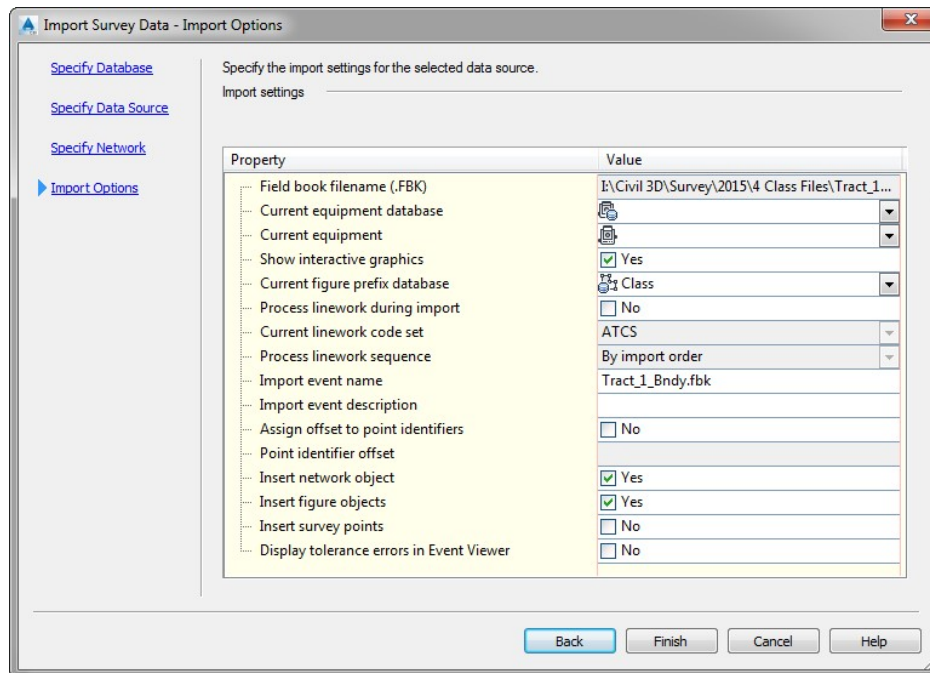 Import Survey Data - Import Options
Specify Database
Specify Data Source
Specify Network
Import Options
Specify the import settings for the selected data source.
Import settings
Property Value
Field book filename (.FBK) I:\Civil 3D\Survey\2015\4 Class Files\Tract_1...
Current equipment database
Current equipment
Show interactive graphics Yes
Current figure prefix database Class
Process linework during import No
Current linework code set ATCS
Process linework sequence By import order
Import event name Tract_1_Bndy.fbk
Import event description
Assign offset to point identifiers No
Point identifier offset
Insert network object Yes
Insert figure objects Yes
Insert survey points No
Display tolerance errors in Event Viewer No
Back Finish Cancel Help